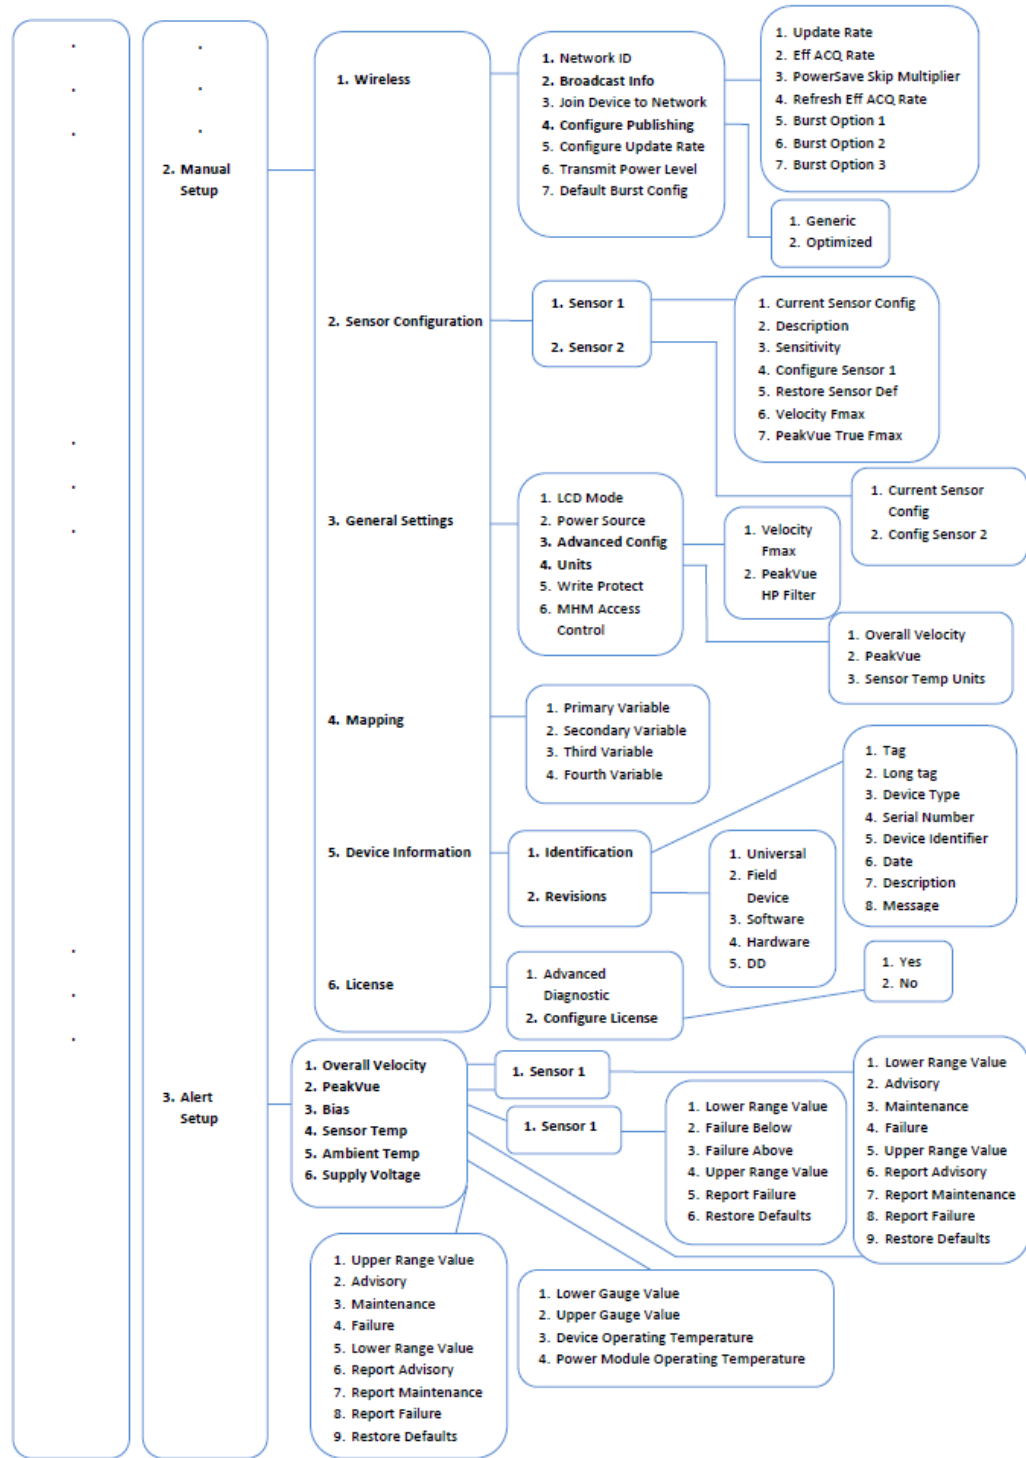 2. Manual
Setup
1. Wireless
1. Network ID
2. Broadcast Info
3. Join Device to Network
4. Configure Publishing
5. Configure Update Rate
6. Transmit Power Level
7. Default Burst Config
1. Update Rate
2. Eff ACQ Rate
3. PowerSave Skip Multiplier
4. Refresh Eff ACQ Rate
5. Burst Option 1
6. Burst Option 2
7. Burst Option 3
1. Generic
2. Optimized
2. Sensor Configuration
1. Sensor 1
2. Sensor 2
1. Current Sensor Config
2. Description
3. Sensitivity
4. Configure Sensor 1
5. Restore Sensor Def
6. Velocity Fmax
7. PeakVue True Fmax
1. Current Sensor
Config
2. Config Sensor 2
3. General Settings
1. LCD Mode
2. Power Source
3. Advanced Config
4. Units
5. Write Protect
6. MHM Access
Control
1. Velocity
Fmax
2. PeakVue
HP Filter
1. Overall Velocity
2. PeakVue
3. Sensor Temp Units
4. Mapping
1. Primary Variable
2. Secondary Variable
3. Third Variable
4. Fourth Variable
5. Device Information
1. Identification
2. Revisions
1. Tag
2. Long tag
3. Device Type
4. Serial Number
5. Device Identifier
6. Date
7. Description
8. Message
1. Universal
2. Field
Device
3. Software
4. Hardware
5. DD
6. License
1. Advanced
Diagnostic
2. Configure License
1. Yes
2. No
3. Alert
Setup
1. Overall Velocity
2. PeakVue
3. Bias
4. Sensor Temp
5. Ambient Temp
6. Supply Voltage
1. Sensor 1
1. Sensor 1
1. Lower Range Value
2. Failure Below
3. Failure Above
4. Upper Range Value
5. Report Failure
6. Restore Defaults
1. Lower Range Value
2. Advisory
3. Maintenance
4. Failure
5. Upper Range Value
6. Report Advisory
7. Report Maintenance
8. Report Failure
9. Restore Defaults
1. Upper Range Value
2. Advisory
3. Maintenance
4. Failure
5. Lower Range Value
6. Report Advisory
7. Report Maintenance
8. Report Failure
9. Restore Defaults
1. Lower Gauge Value
2. Upper Gauge Value
3. Device Operating Temperature
4. Power Module Operating Temperature